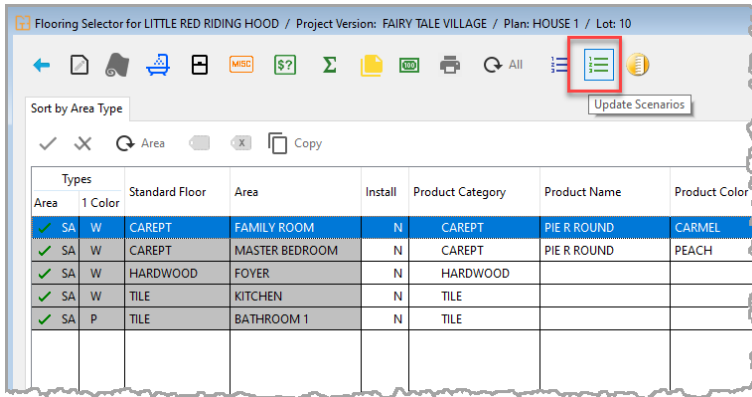 Flooring Selector for LITTLE RED RIDING HOOD / Project Version: FAIRY TALE VILLAGE / Plan: HOUSE 1 / Lot: 10
MISC $? Σ 100 All
Update Scenarios
Sort by Area Type
Area X Copy
Types
Area 1 Color Standard Floor Area Install Product Category Product Name Product Color
SA W CAREPT FAMILY ROOM N CAREPT PIE R ROUND CARMEL
SA W CAREPT MASTER BEDROOM N CAREPT PIE R ROUND PEACH
SA W HARDWOOD FOYER N HARDWOOD
SA W TILE KITCHEN N TILE
SA P TILE BATHROOM 1 N TILE